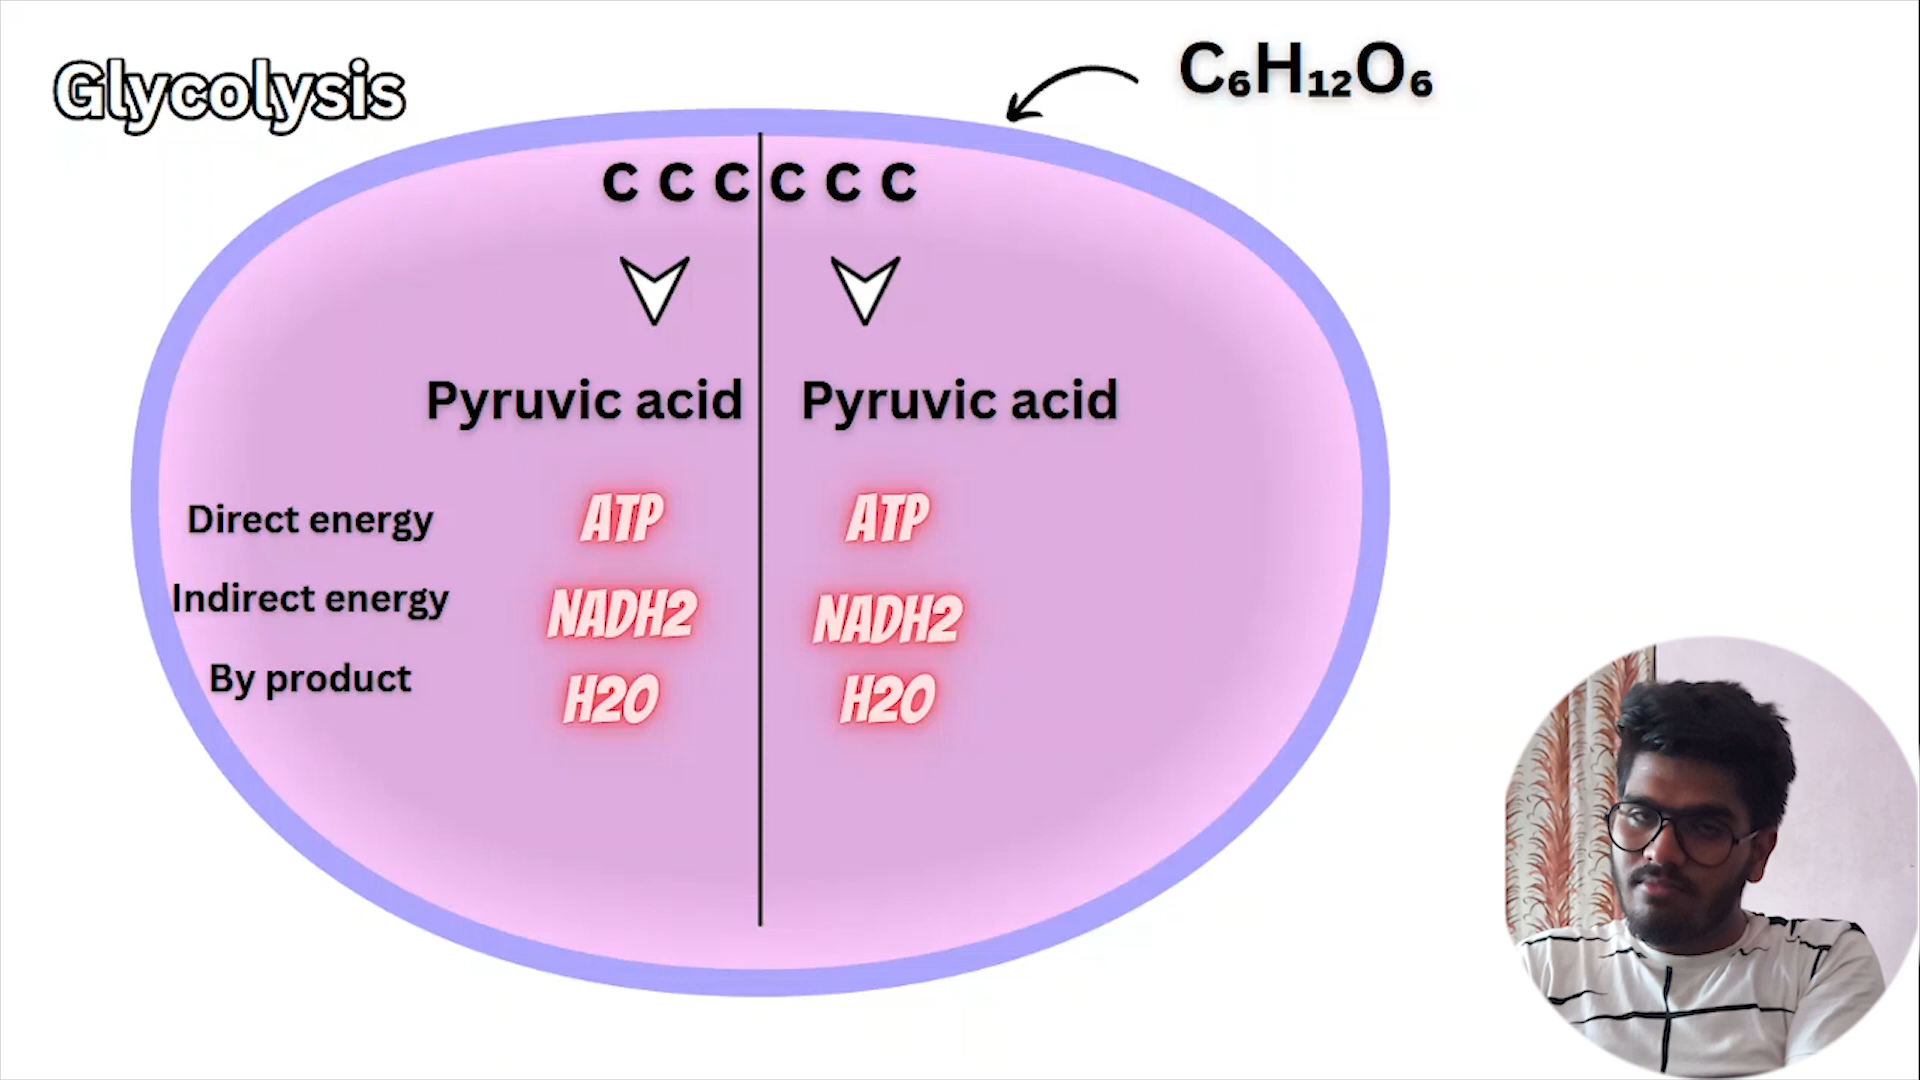 Glycolysis
C₆H₁₂O₆
C C C C C C
Pyruvic acid Pyruvic acid
Direct energy ATP ATP
Indirect energy NADH2 NADH2
By product H2O H2O